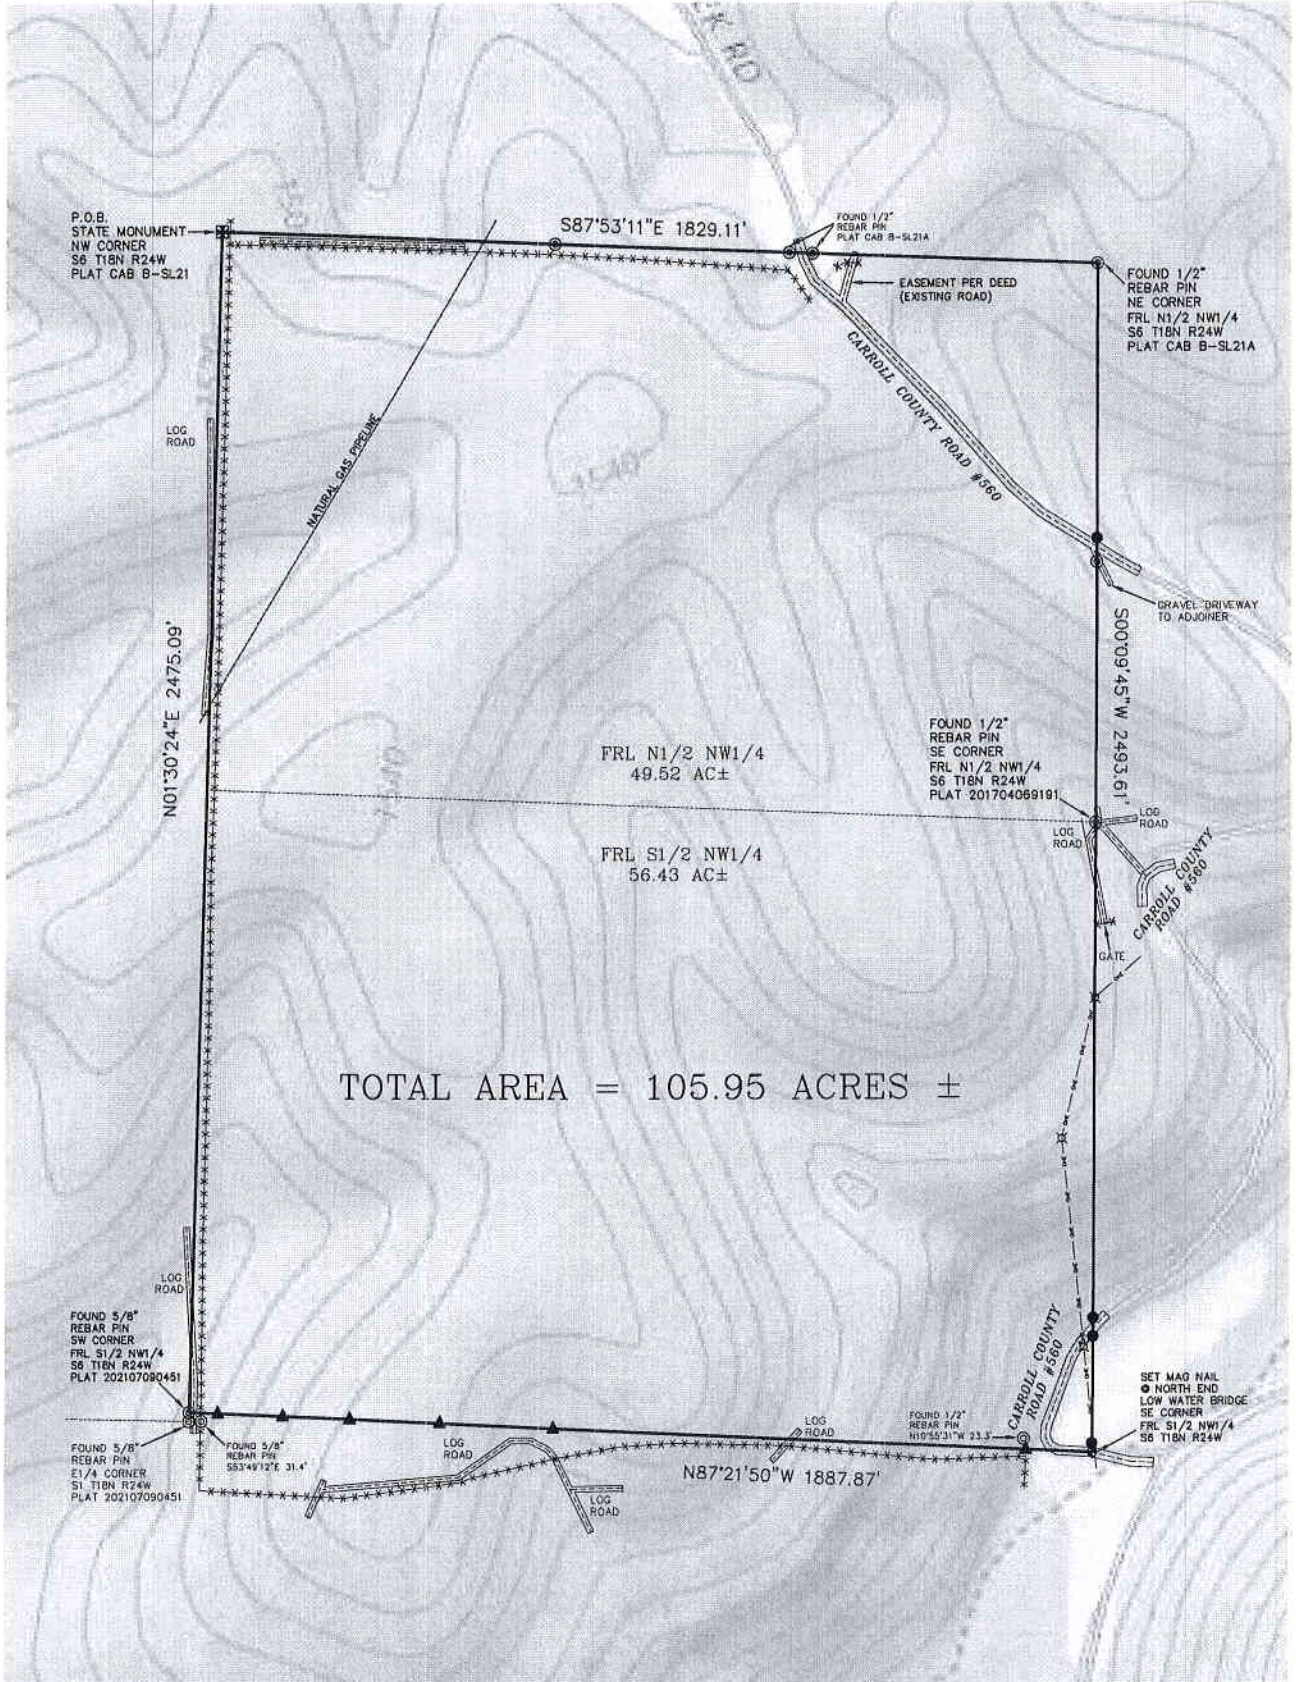 P.O.B.
STATE MONUMENT
NW CORNER
S6 T18N R24W
PLAT CAB B-SL21
S87°53'11"E 1829.11'
FOUND 1/2"
REBAR PIN
PLAT CAB B-SL21A
EASEMENT PER DEED
(EXISTING ROAD)
FOUND 1/2"
REBAR PIN
NE CORNER
FRL N1/2 NW1/4
S6 T18N R24W
PLAT CAB B-SL21A
RD
CARROLL COUNTY ROAD #560
LOG
ROAD
NATURAL GAS PIPELINE
1540
GRAVEL DRIVEWAY
TO ADJOINER
N01°30'24"E 2475.09'
S00°09'45"W 2493.61'
FRL N1/2 NW1/4
49.52 AC±
FOUND 1/2"
REBAR PIN
SE CORNER
FRL N1/2 NW1/4
S6 T18N R24W
PLAT 201704069191
1540
LOG
ROAD
LOG
ROAD
FRL S1/2 NW1/4
56.43 AC±
CARROLL COUNTY
ROAD #560
GATE
TOTAL AREA = 105.95 ACRES ±
LOG
ROAD
FOUND 5/8"
REBAR PIN
SW CORNER
FRL S1/2 NW1/4
S6 T18N R24W
PLAT 202107090451
CARROLL COUNTY
ROAD #560
SET MAG NAIL
@ NORTH END
LOW WATER BRIDGE
SE CORNER
FRL S1/2 NW1/4
S6 T18N R24W
FOUND 5/8"
REBAR PIN
E1/4 CORNER
S1 T18N R24W
PLAT 202107090451
FOUND 5/8"
REBAR PIN
S53°49'12"E 31.4'
LOG
ROAD
LOG
ROAD
LOG
ROAD
FOUND 1/2"
REBAR PIN
N10°55'31"W 23.3'
N87°21'50"W 1887.87'